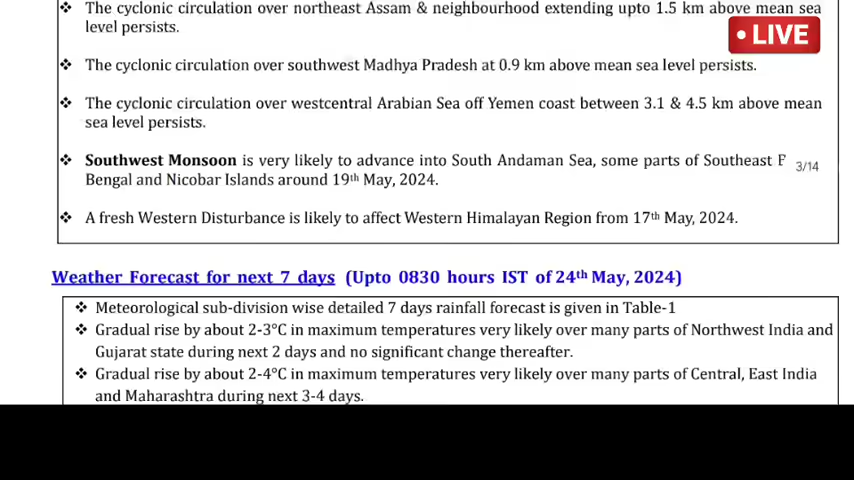 ❖ The cyclonic circulation over northeast Assam & neighbourhood extending upto 1.5 km above mean sea
level persists.
• LIVE
❖ The cyclonic circulation over southwest Madhya Pradesh at 0.9 km above mean sea level persists.
❖ The cyclonic circulation over westcentral Arabian Sea off Yemen coast between 3.1 & 4.5 km above mean
sea level persists.
❖ Southwest Monsoon is very likely to advance into South Andaman Sea, some parts of Southeast
3/14
Bengal and Nicobar Islands around 19th May, 2024.
❖ A fresh Western Disturbance is likely to affect Western Himalayan Region from 17th May, 2024.
Weather Forecast for next 7 days (Upto 0830 hours IST of 24th May, 2024)
❖ Meteorological sub-division wise detailed 7 days rainfall forecast is given in Table-1
❖ Gradual rise by about 2-3°C in maximum temperatures very likely over many parts of Northwest India and
Gujarat state during next 2 days and no significant change thereafter.
❖ Gradual rise by about 2-4°C in maximum temperatures very likely over many parts of Central, East India
and Maharashtra during next 3-4 days.